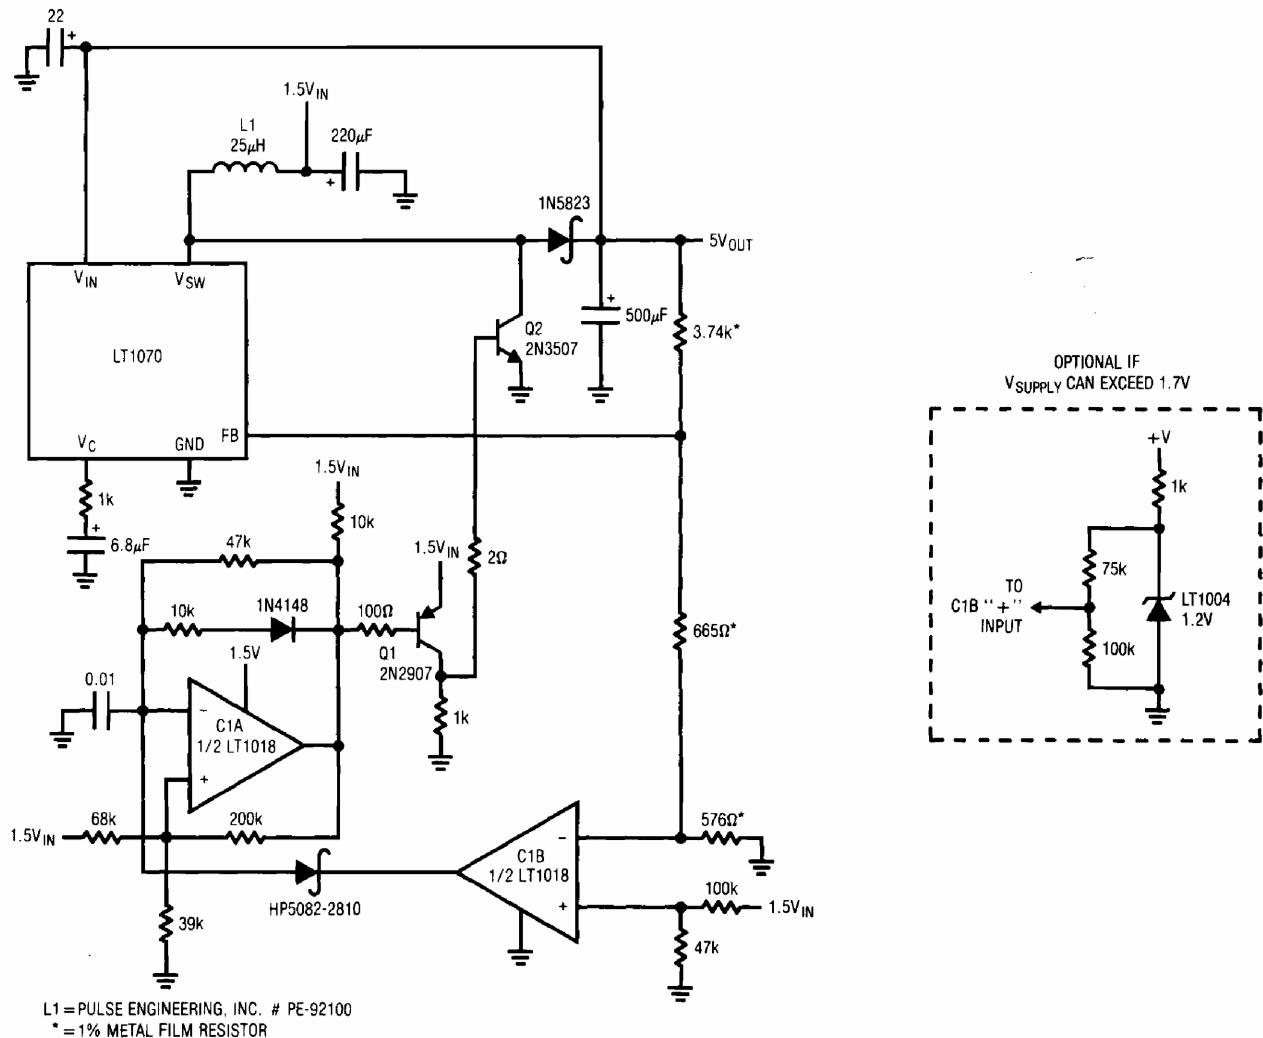 22
+
1.5VIN
L1
25µH
220µF
+
1N5823
5VOUT
VIN
VSW
+
500µF
3.74k*
Q2
2N3507
LT1070
OPTIONAL IF
VSUPPLY CAN EXCEED 1.7V
VC
GND
FB
+V
1k
1.5VIN
1k
10k
+
6.8µF
47k
1.5VIN
2Ω
75k
TO
C1B "+"
INPUT
LT1004
1.2V
10k
1N4148
100Ω
665Ω*
100k
1.5V
Q1
2N2907
0.01
1k
−
C1A
1/2 LT1018
+
1.5VIN
68k
200k
576Ω*
−
C1B
1/2 LT1018
+
100k
1.5VIN
HP5082-2810
39k
47k
L1 = PULSE ENGINEERING, INC. # PE-92100
* = 1% METAL FILM RESISTOR